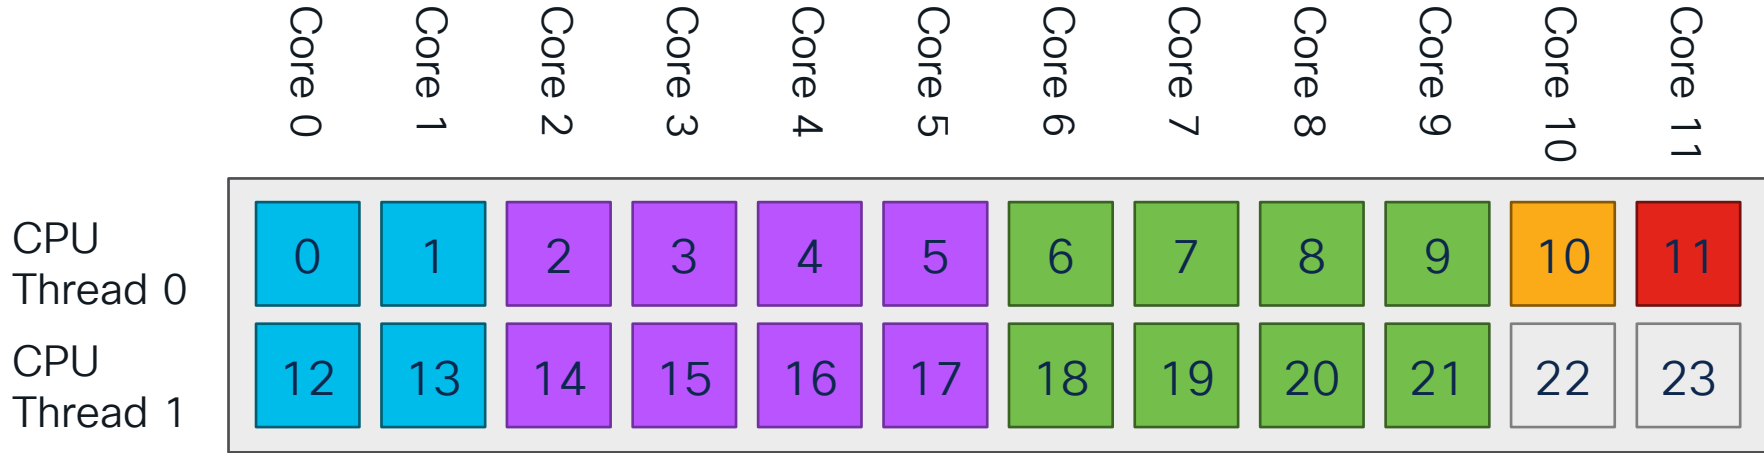 Core 0
Core 1
Core 2
Core 3
Core 4
Core 5
Core 6
Core 7
Core 8
Core 9
Core 10
Core 11
CPU
Thread 0
0 1 2 3 4 5 6 7 8 9 10 11
CPU
Thread 1
12 13 14 15 16 17 18 19 20 21 22 23